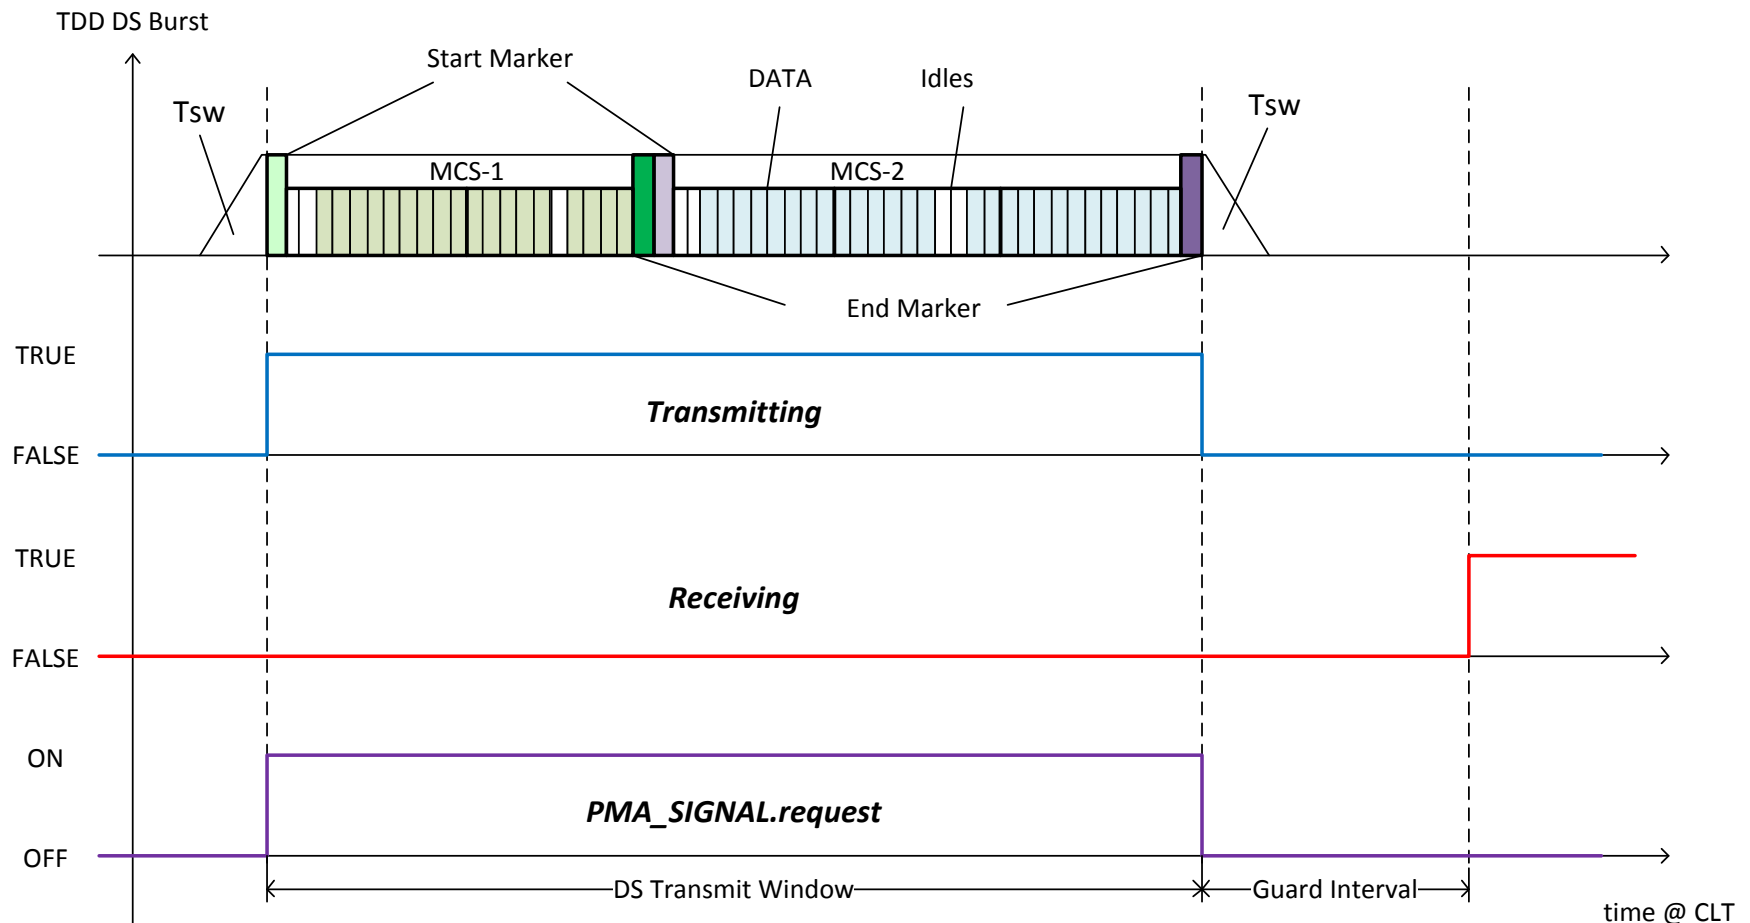 TDD DS Burst
Start Marker
DATA
Idles
Tsw
Tsw
MCS-1
MCS-2
End Marker
TRUE
Transmitting
FALSE
TRUE
Receiving
FALSE
ON
PMA_SIGNAL.request
OFF
DS Transmit Window
Guard Interval
time @ CLT